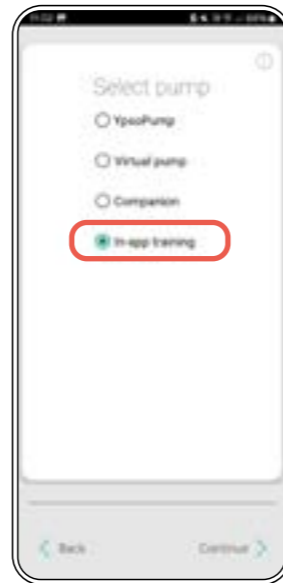 Select pump
YpsoPump
Virtual pump
Companion
In-app training
Back
Continue